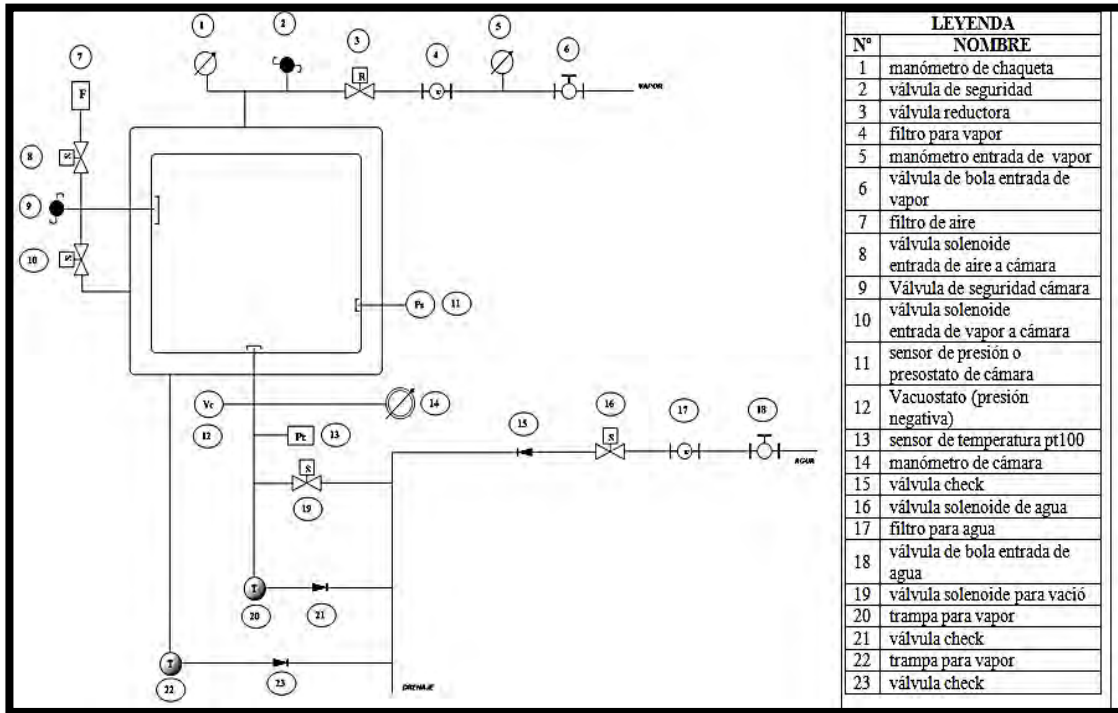 1
2
3
4
5
6
7
R
VAPOR
F
8
S
9
10
S
Ps
11
Vc
14
12
Pt
13
16
17
18
15
S
AGUA
S
19
T
20
21
T
22
23
DRENAJE
LEYENDA
N° NOMBRE
1 manómetro de chaqueta
2 válvula de seguridad
3 válvula reductora
4 filtro para vapor
5 manómetro entrada de vapor
6 válvula de bola entrada de
vapor
7 filtro de aire
8 válvula solenoide
entrada de aire a cámara
9 Válvula de seguridad cámara
10 válvula solenoide
entrada de vapor a cámara
11 sensor de presión o
presostato de cámara
12 Vacuostato (presión
negativa)
13 sensor de temperatura pt100
14 manómetro de cámara
15 válvula check
16 válvula solenoide de agua
17 filtro para agua
18 válvula de bola entrada de
agua
19 válvula solenoide para vació
20 trampa para vapor
21 válvula check
22 trampa para vapor
23 válvula check